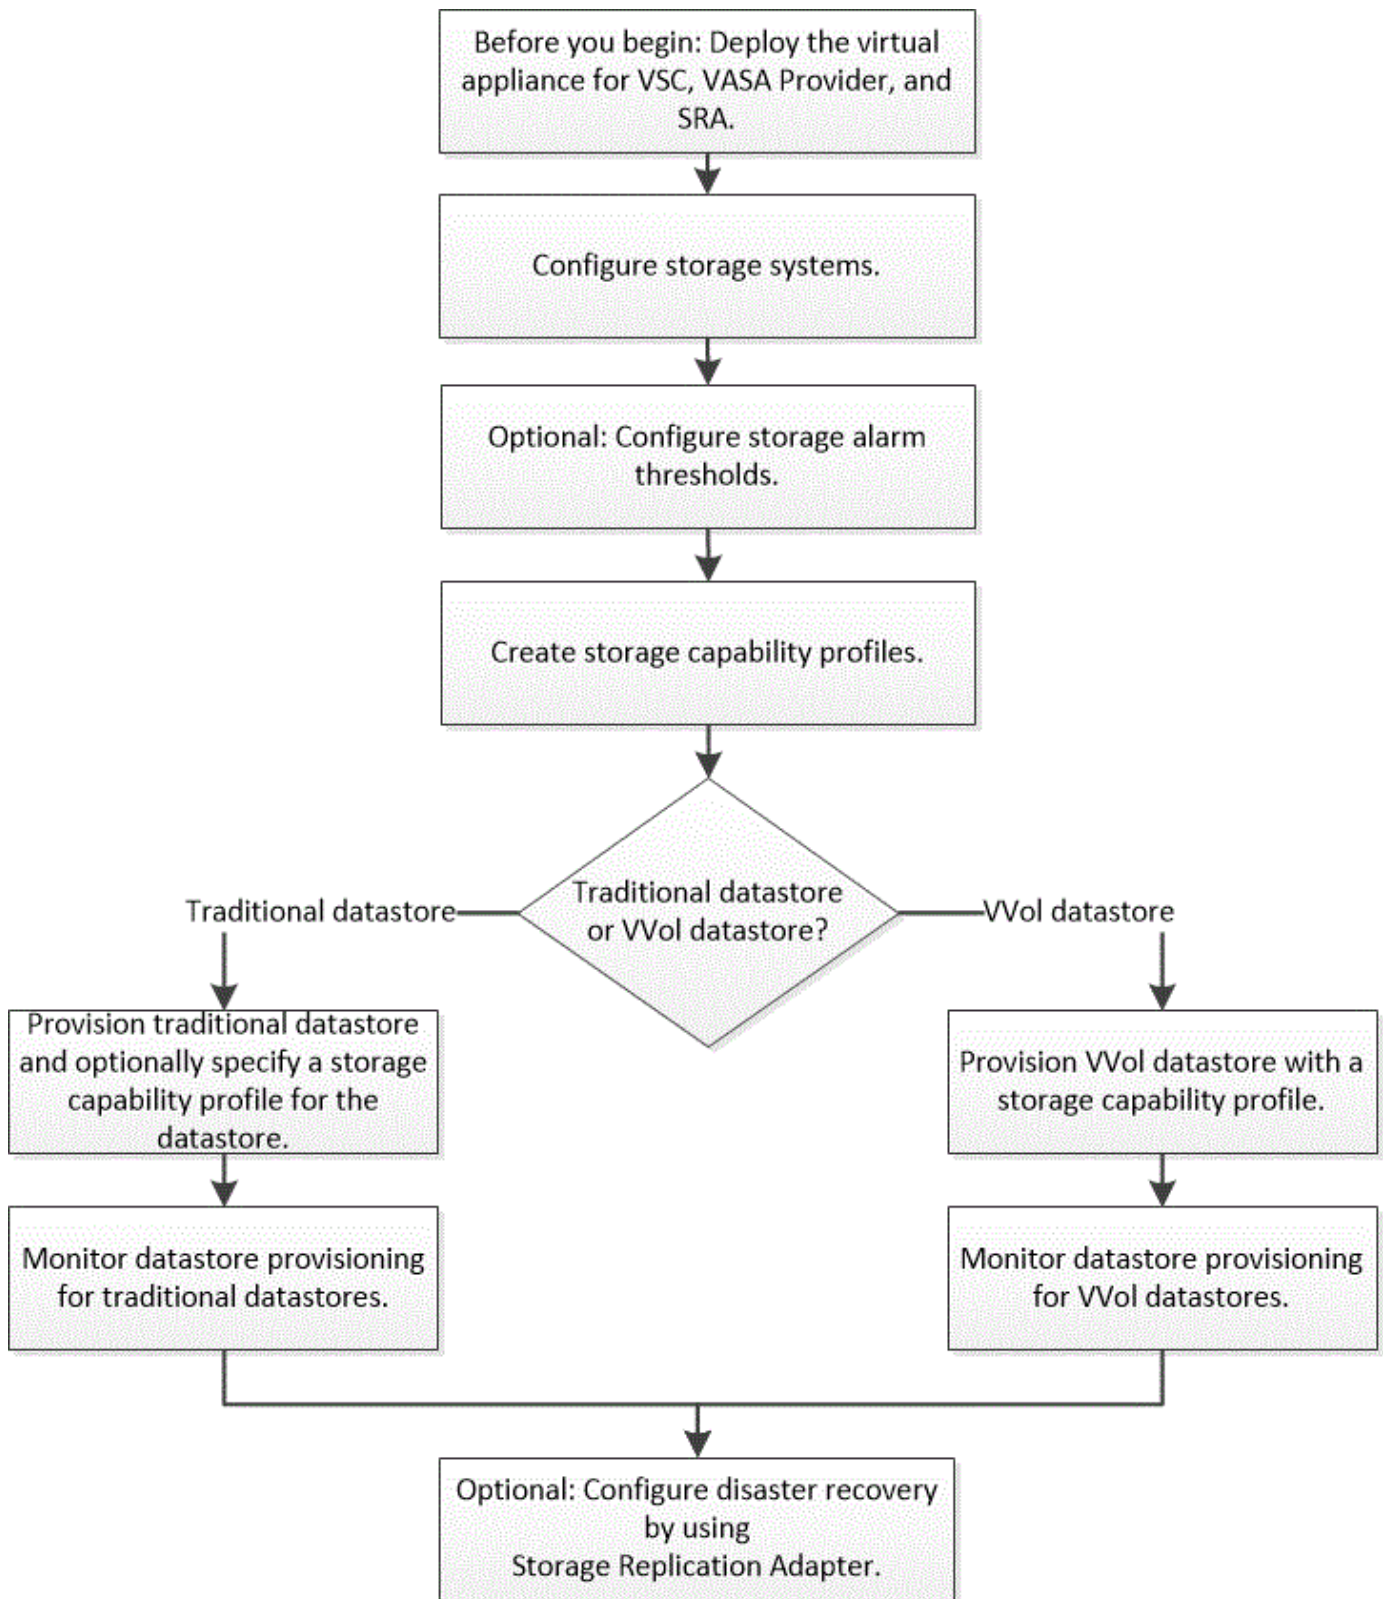 Before you begin: Deploy the virtual
appliance for VSC, VASA Provider, and
SRA.
Configure storage systems.
Optional: Configure storage alarm
thresholds.
Create storage capability profiles.
Traditional datastore
or VVol datastore?
Traditional datastore
VVol datastore
Provision traditional datastore
and optionally specify a storage
capability profile for the
datastore.
Provision VVol datastore with a
storage capability profile.
Monitor datastore provisioning
for traditional datastores.
Monitor datastore provisioning
for VVol datastores.
Optional: Configure disaster recovery
by using
Storage Replication Adapter.